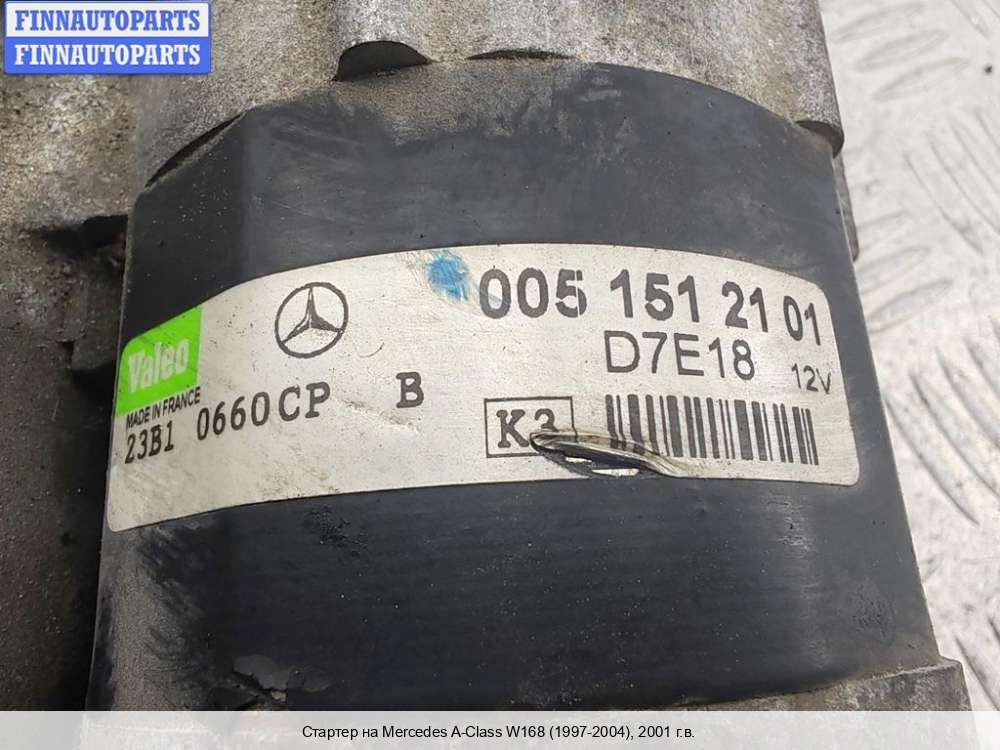 FINNAUTOPARTS
FINNAUTOPARTS
005 151 21 01
D7E18 12V
Valeo
MADE IN FRANCE
23B1 0660CP B
K3
Стартер на Mercedes A-Class W168 (1997-2004), 2001 г.в.